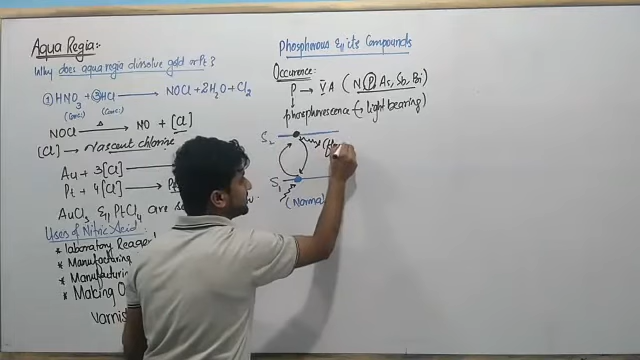 Aqua Regia:-
Why does aqua regia dissolve gold or Pt?
① HNO3 + ③HCl → NOCl + 2H2O + Cl2
(Conc.) (Conc.)
NOCl →Δ NO + [Cl]
[Cl] → Nascent chlorine
Au + 3[Cl]
Pt + 4[Cl] →
AuCl3 & PtCl4 are
Uses of Nitric Acid
* laboratory Reagent
* Manufacturing
* Manufacturing
* Making
Varnis
Phosphorous & its Compounds
Occurence:
P → V A (N P, As, Sb, Bi)
phosphorescence (→ light bearing)
S2
S1
(Normal